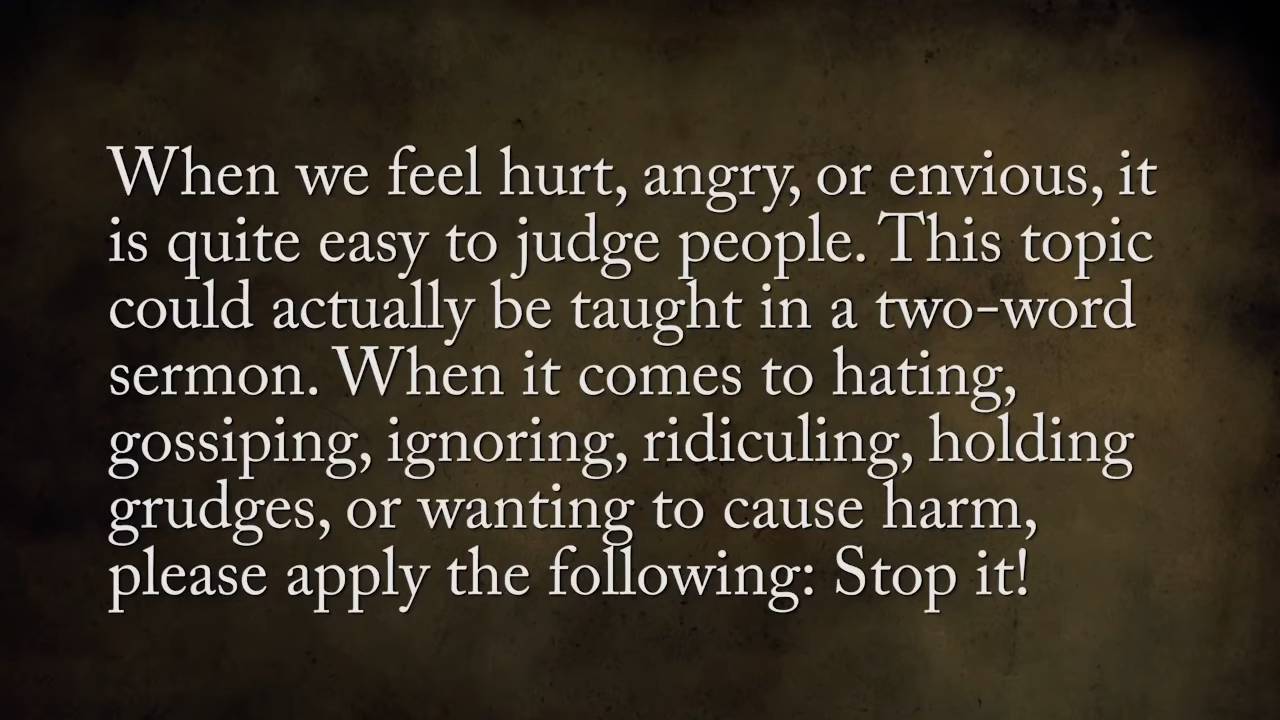 When we feel hurt, angry, or envious, it
is quite easy to judge people. This topic
could actually be taught in a two-word
sermon. When it comes to hating,
gossiping, ignoring, ridiculing, holding
grudges, or wanting to cause harm,
please apply the following: Stop it!